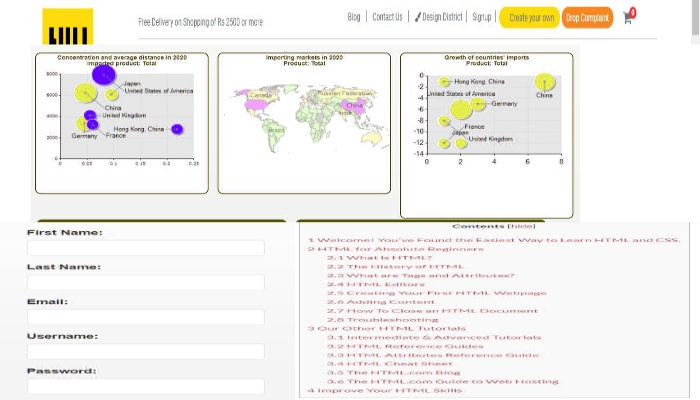 Free Delivery on Shopping of Rs 2500 or more
Blog
Contact Us
Design District
Signup
Create your own
Drop Complaint
0
Concentration and average distance in 2020
Imported product: Total
8000
6000
4000
2000
0
0
0.05
0.1
0.15
0.2
0.25
Japan
United States of America
China
United Kingdom
Hong Kong, China
Germany
France
Importing markets in 2020
Product: Total
Canada
Russian Federation
China
India
Brazil
Growth of countries' imports
Product: Total
0
-2
-4
-6
-8
-10
-12
-14
0
2
4
6
8
Hong Kong, China
China
United States of America
Germany
France
Japan
United Kingdom
First Name:
Last Name:
Email:
Username:
Password:
Contents [hide]
1 Welcome! You've Found the Easiest Way to Learn HTML and CSS.
2 HTML for Absolute Beginners
2.1 What is HTML?
2.2 The History of HTML
2.3 What are Tags and Attributes?
2.4 HTML Editors
2.5 Creating Your First HTML Webpage
2.6 Adding Content
2.7 How To Close an HTML Document
2.8 Troubleshooting
3 Our Other HTML Tutorials
3.1 Intermediate & Advanced Tutorials
3.2 HTML Reference Guides
3.3 HTML Attributes Reference Guide
3.4 HTML Cheat Sheet
3.5 The HTML.com Blog
3.6 The HTML.com Guide to Web Hosting
4 Improve Your HTML Skills